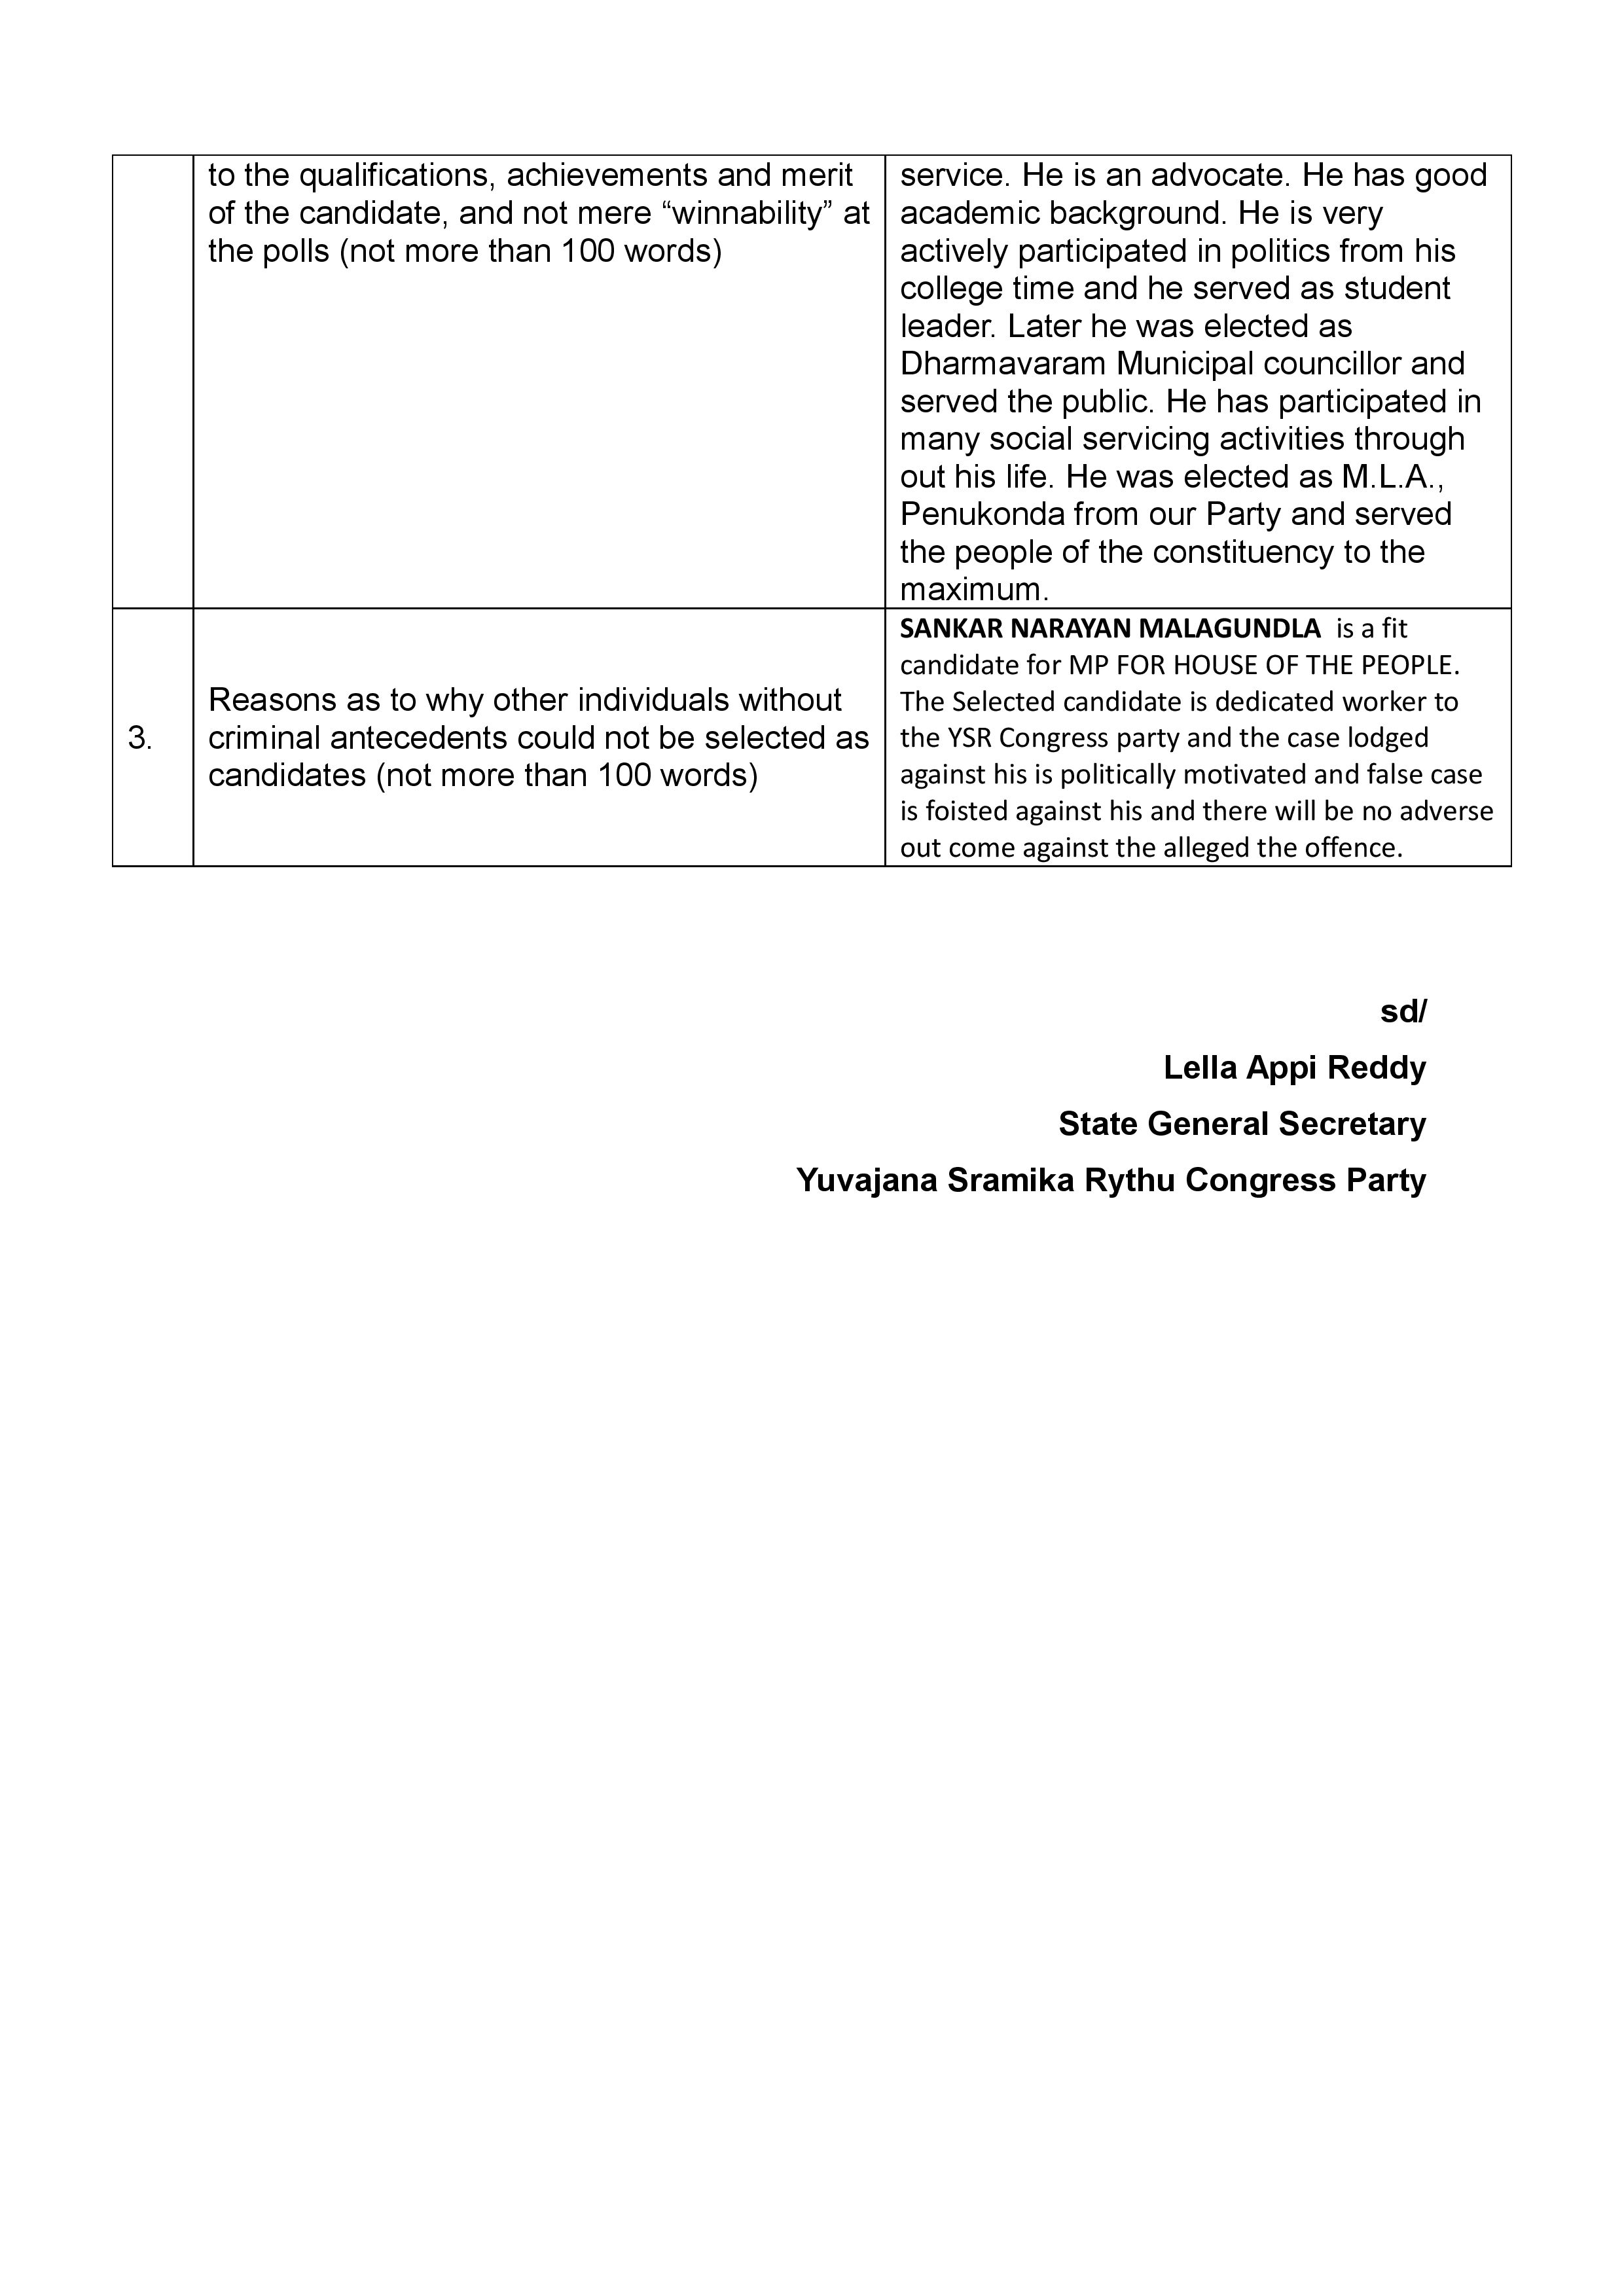 to the qualifications, achievements and merit
of the candidate, and not mere “winnability” at
the polls (not more than 100 words)
service. He is an advocate. He has good
academic background. He is very
actively participated in politics from his
college time and he served as student
leader. Later he was elected as
Dharmavaram Municipal councillor and
served the public. He has participated in
many social servicing activities through
out his life. He was elected as M.L.A.,
Penukonda from our Party and served
the people of the constituency to the
maximum.
3.
Reasons as to why other individuals without
criminal antecedents could not be selected as
candidates (not more than 100 words)
SANKAR NARAYAN MALAGUNDLA is a fit
candidate for MP FOR HOUSE OF THE PEOPLE.
The Selected candidate is dedicated worker to
the YSR Congress party and the case lodged
against his is politically motivated and false case
is foisted against his and there will be no adverse
out come against the alleged the offence.
sd/
Lella Appi Reddy
State General Secretary
Yuvajana Sramika Rythu Congress Party